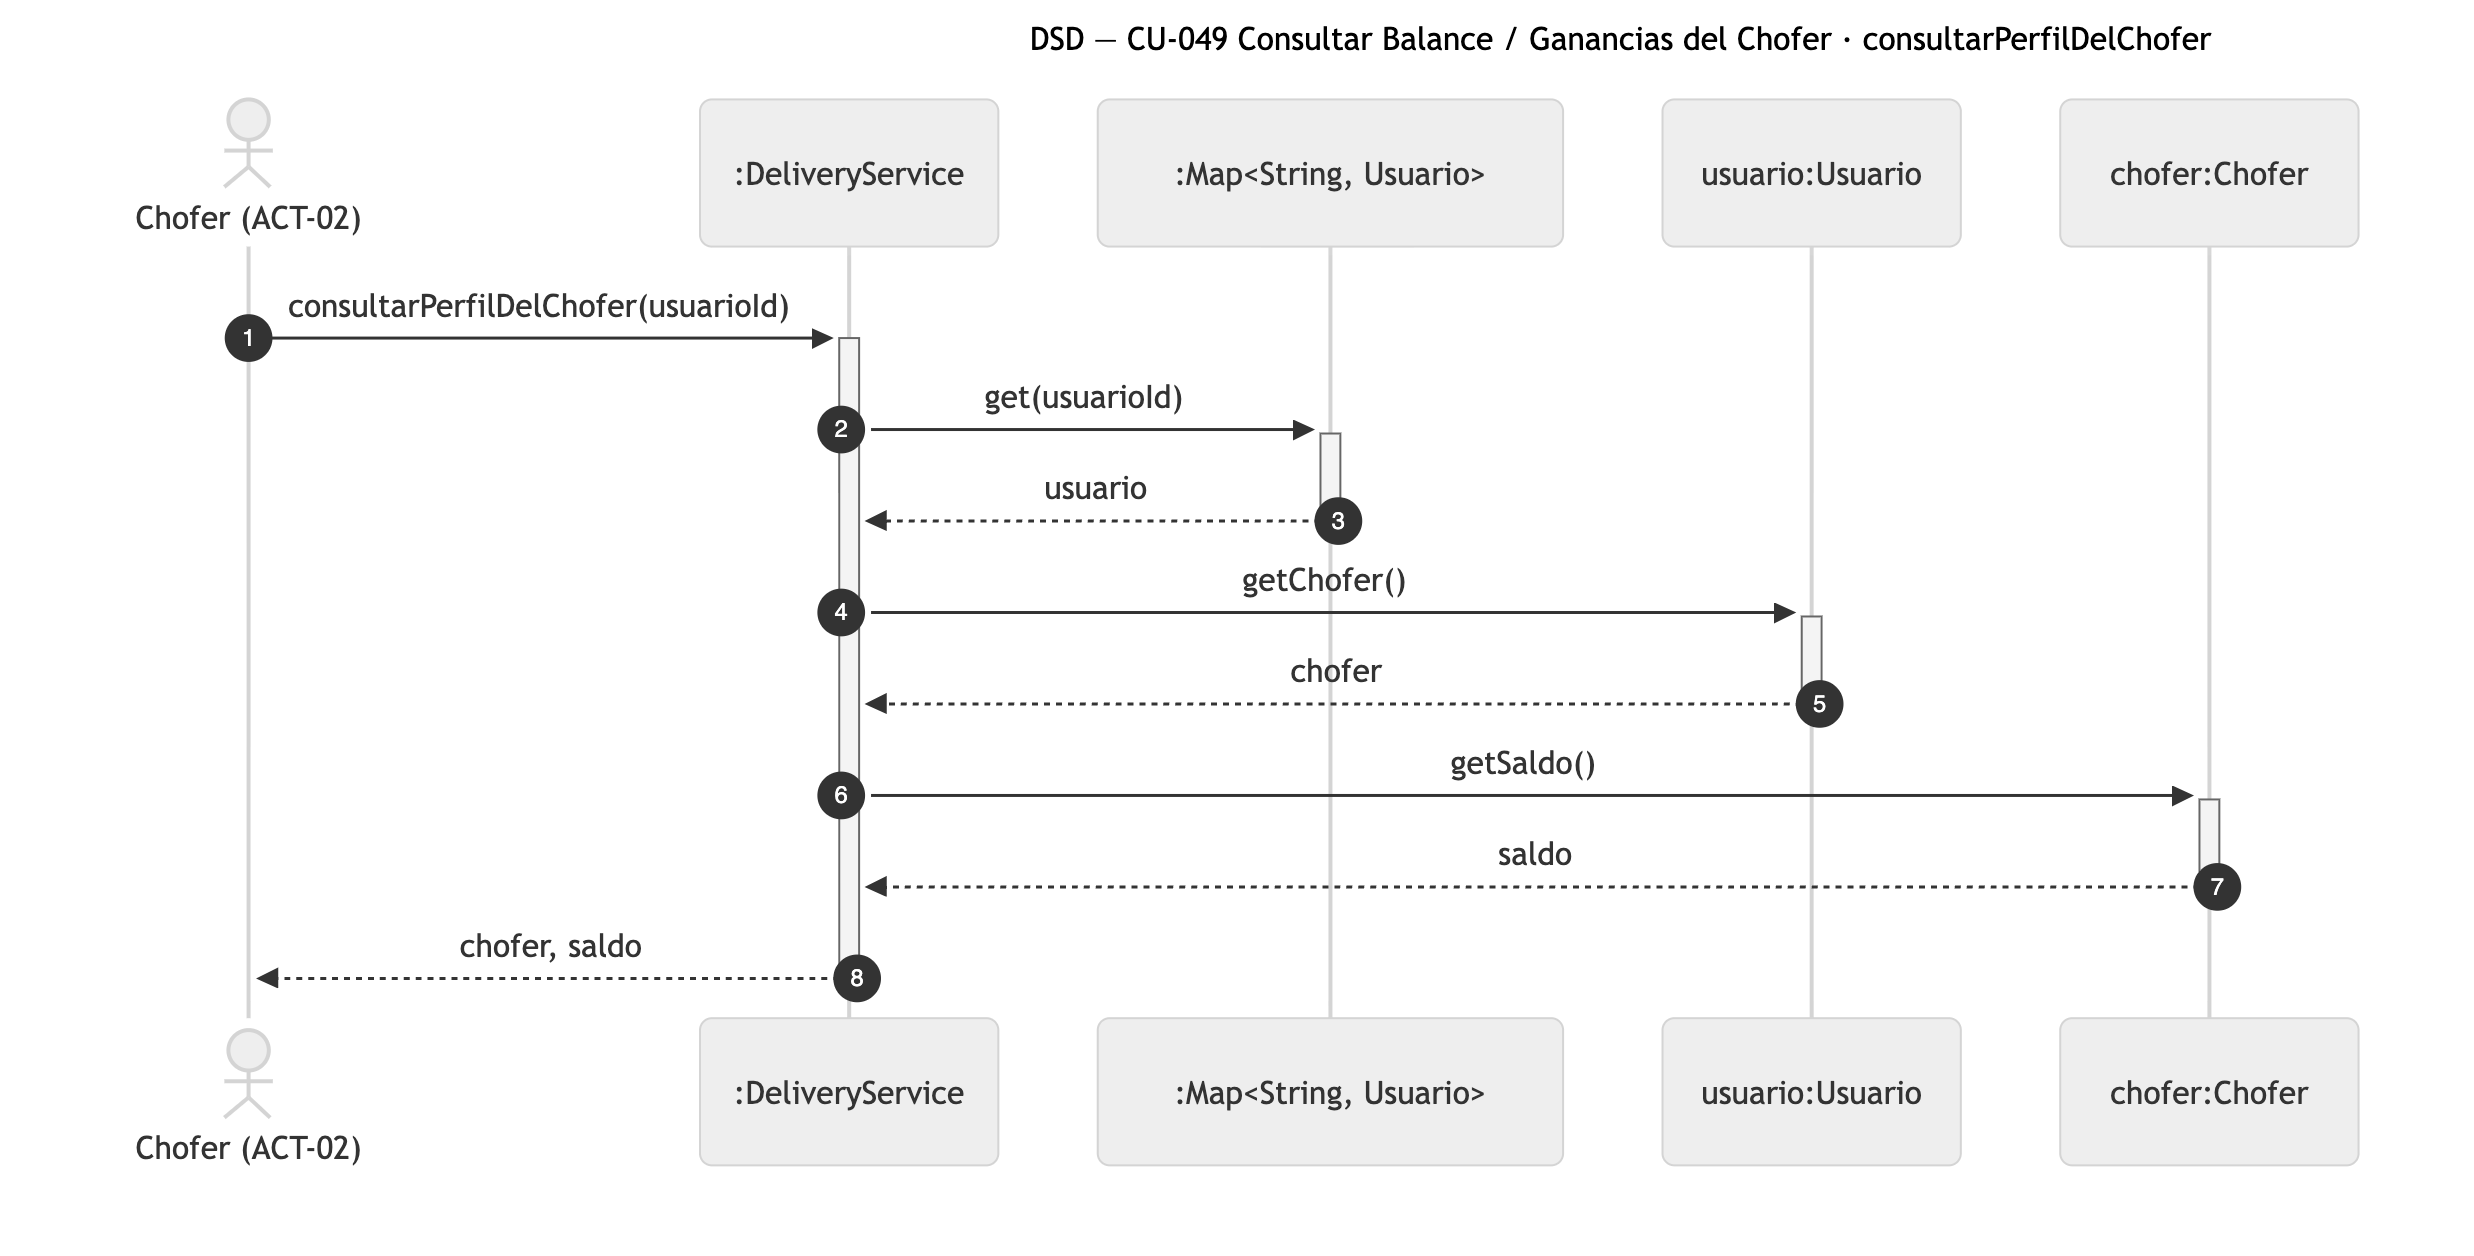 DSD — CU-049 Consultar Balance / Ganancias del Chofer · consultarPerfilDelChofer
Chofer (ACT-02)
:DeliveryService
:Map<String, Usuario>
usuario:Usuario
chofer:Chofer
consultarPerfilDelChofer(usuarioId)
1
get(usuarioId)
2
usuario
3
getChofer()
4
chofer
5
getSaldo()
6
saldo
7
chofer, saldo
8
Chofer (ACT-02)
:DeliveryService
:Map<String, Usuario>
usuario:Usuario
chofer:Chofer